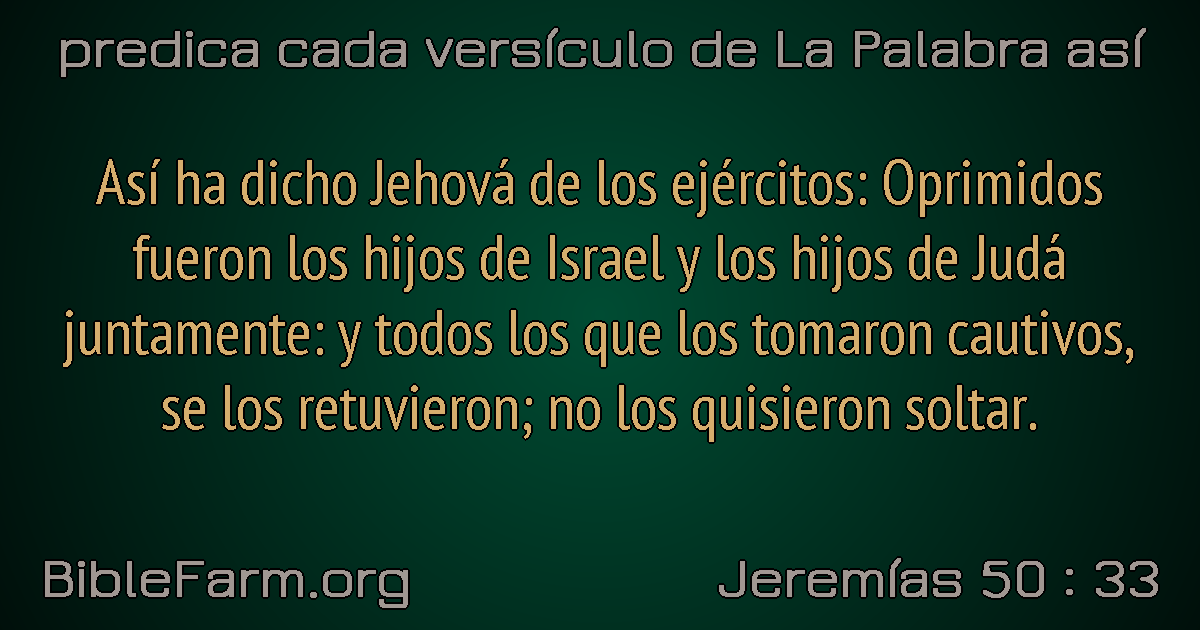 predica cada versículo de La Palabra así
Así ha dicho Jehová de los ejércitos: Oprimidos
fueron los hijos de Israel y los hijos de Judá
juntamente: y todos los que los tomaron cautivos,
se los retuvieron; no los quisieron soltar.
BibleFarm.org
Jeremías 50 : 33